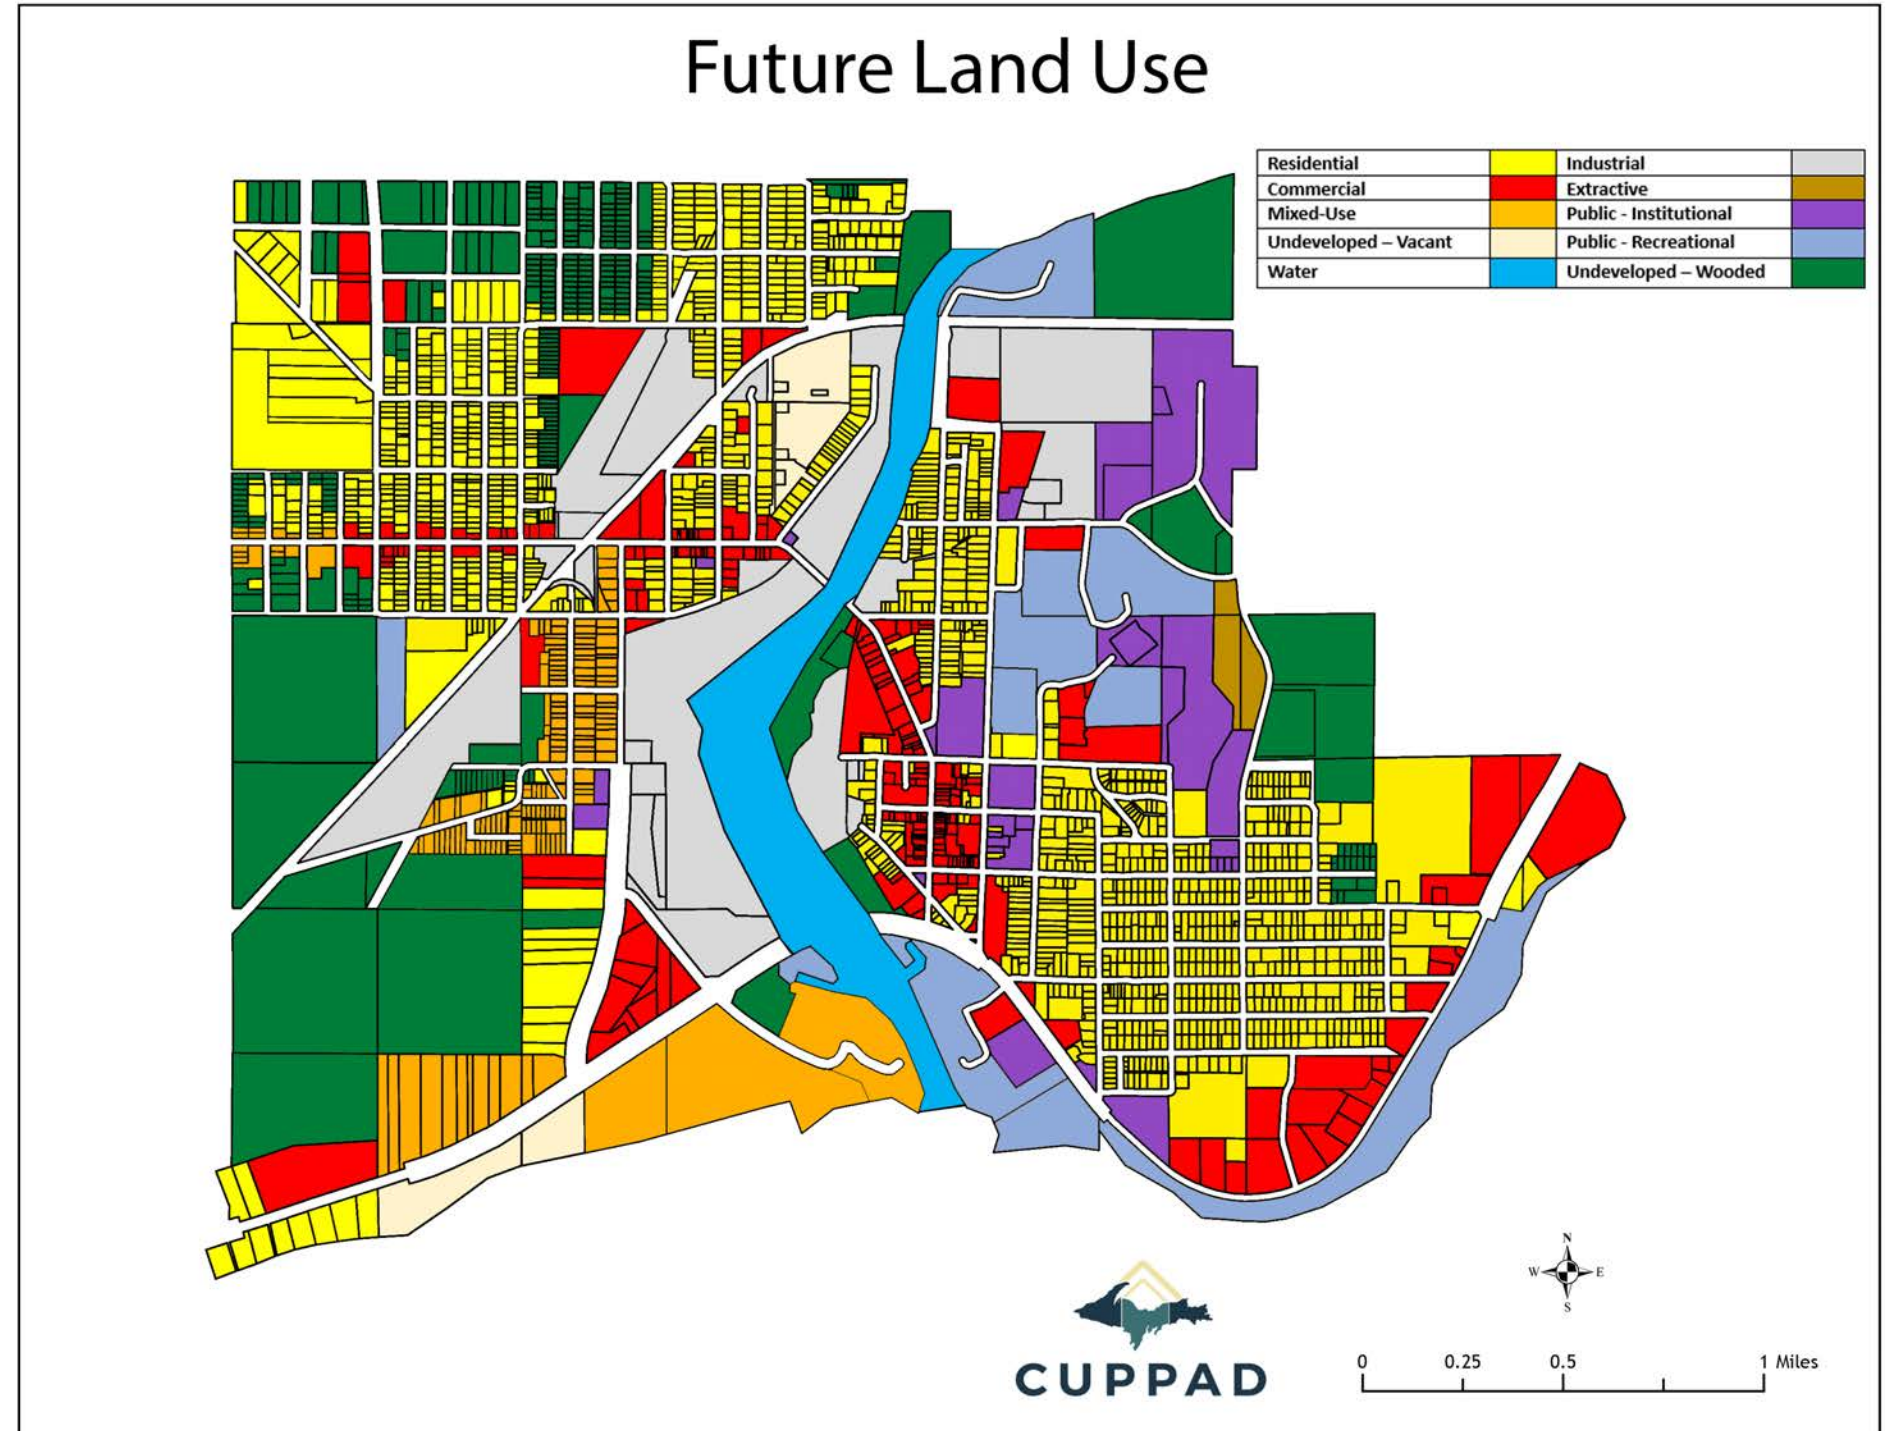 Future Land Use
Residential Industrial
Commercial Extractive
Mixed-Use Public - Institutional
Undeveloped – Vacant Public - Recreational
Water Undeveloped – Wooded
N
W E
S
CUPPAD
0 0.25 0.5 1 Miles